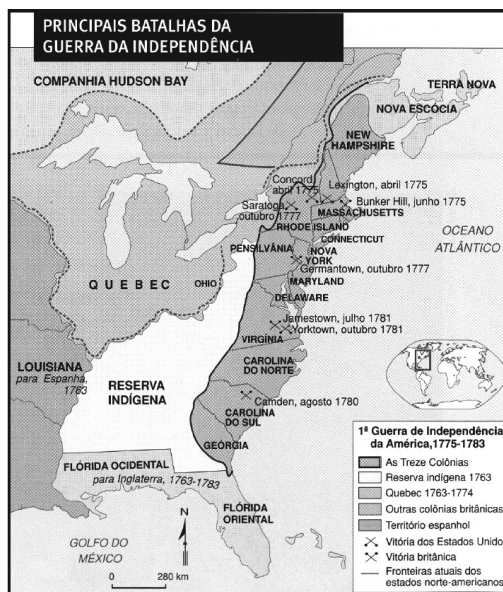 PRINCIPAIS BATALHAS DA
GUERRA DA INDEPENDÊNCIA
COMPANHIA HUDSON BAY
TERRA NOVA
NOVA ESCÓCIA
NEW
HAMPSHIRE
Concord,
abril 1775
Lexington, abril 1775
Saratoga,
outubro 1777
Bunker Hill, junho 1775
MASSACHUSETTS
RHODE ISLAND
CONNECTICUT
OCEANO
ATLÂNTICO
PENSILVÂNIA
NOVA
YORK
Germantown, outubro 1777
MARYLAND
QUEBEC
OHIO
DELAWARE
Jamestown, julho 1781
Yorktown, outubro 1781
VIRGÍNIA
LOUISIANA
para Espanha,
1763
RESERVA
INDÍGENA
CAROLINA
DO NORTE
Camden, agosto 1780
CAROLINA
DO SUL
GEÓRGIA
FLÓRIDA OCIDENTAL
para Inglaterra, 1763-1783
FLÓRIDA
ORIENTAL
GOLFO DO
MÉXICO
N
0 280 km
1ª Guerra de Independência
da América, 1775-1783
As Treze Colônias
Reserva indígena 1763
Quebec 1763-1774
Outras colônias britânicas
Território espanhol
Vitória dos Estados Unido
Vitória britânica
Fronteiras atuais dos
estados norte-americanos